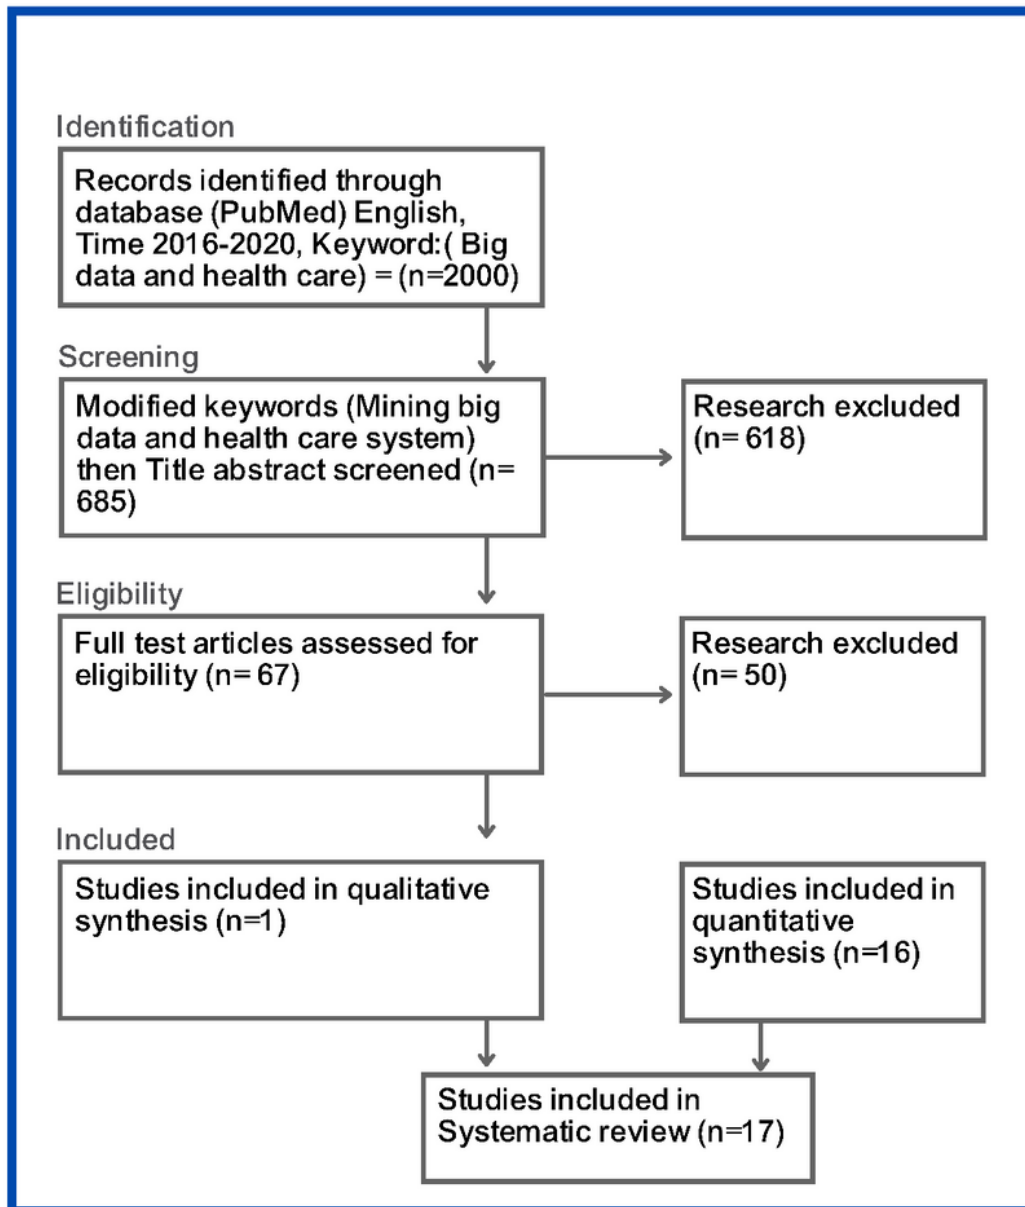 Identification
Records identified through
database (PubMed) English,
Time 2016-2020, Keyword:( Big
data and health care) = (n=2000)
Screening
Modified keywords (Mining big
data and health care system)
then Title abstract screened (n=
685)
Research excluded
(n= 618)
Eligibility
Full test articles assessed for
eligibility (n= 67)
Research excluded
(n= 50)
Included
Studies included in qualitative
synthesis (n=1)
Studies included in
quantitative
synthesis (n=16)
Studies included in
Systematic review (n=17)